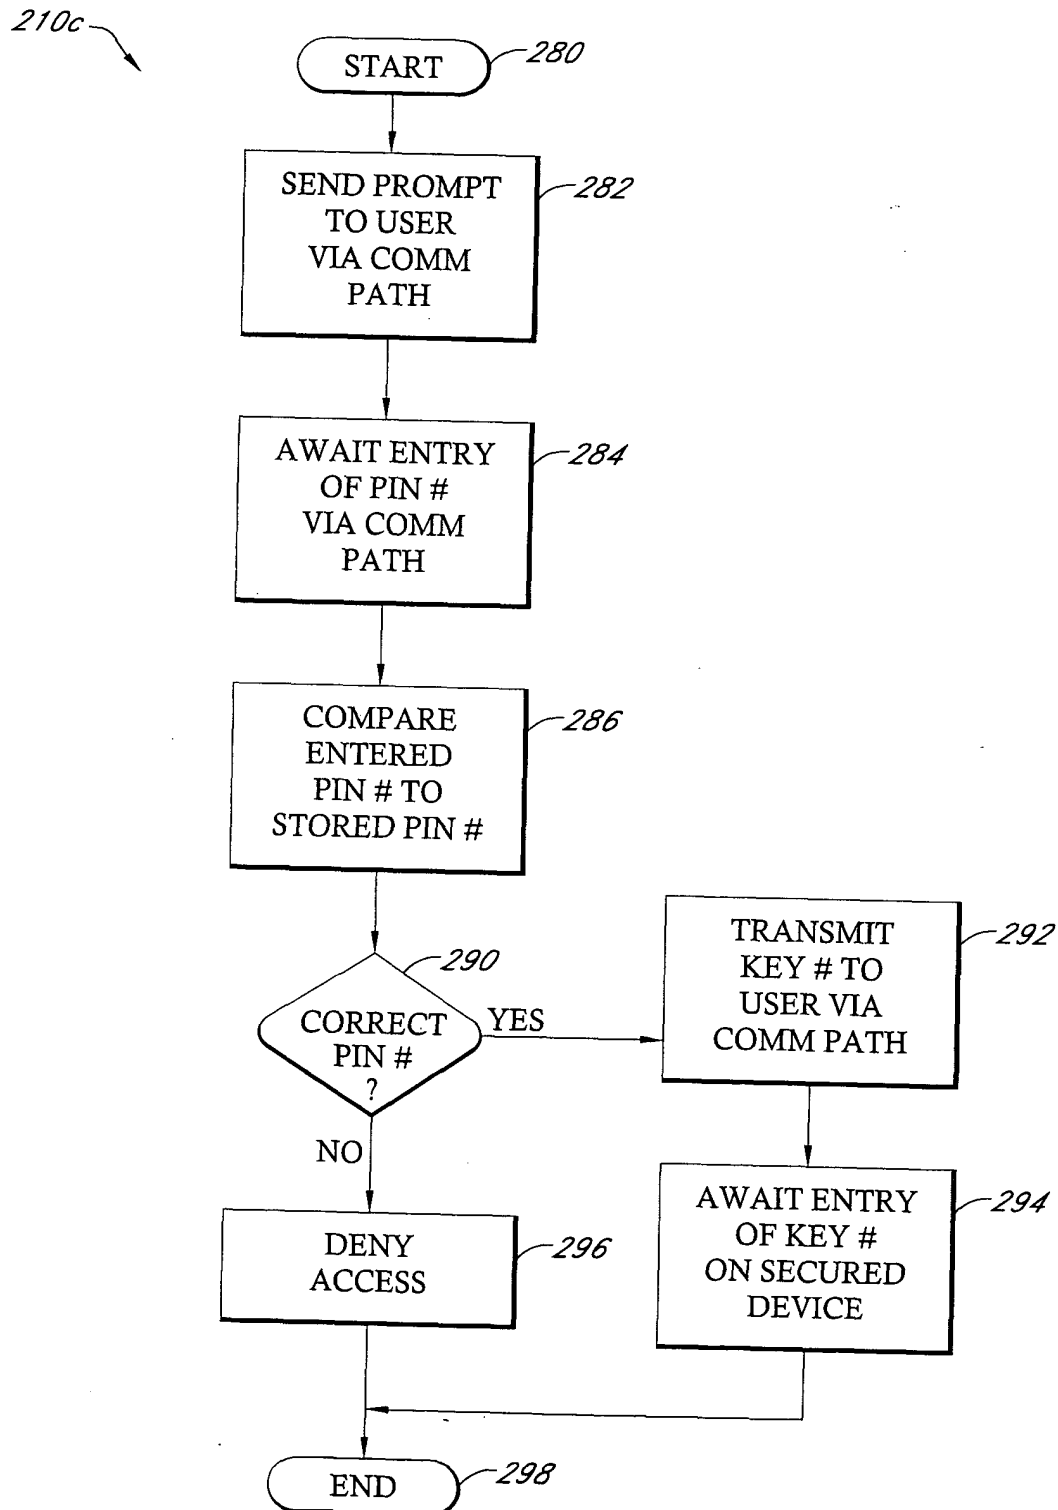 210c
START
280
SEND PROMPT
TO USER
VIA COMM
PATH
282
AWAIT ENTRY
OF PIN #
VIA COMM
PATH
284
COMPARE
ENTERED
PIN # TO
STORED PIN #
286
CORRECT
PIN #
?
290
YES
NO
TRANSMIT
KEY # TO
USER VIA
COMM PATH
292
AWAIT ENTRY
OF KEY #
ON SECURED
DEVICE
294
DENY
ACCESS
296
END
298